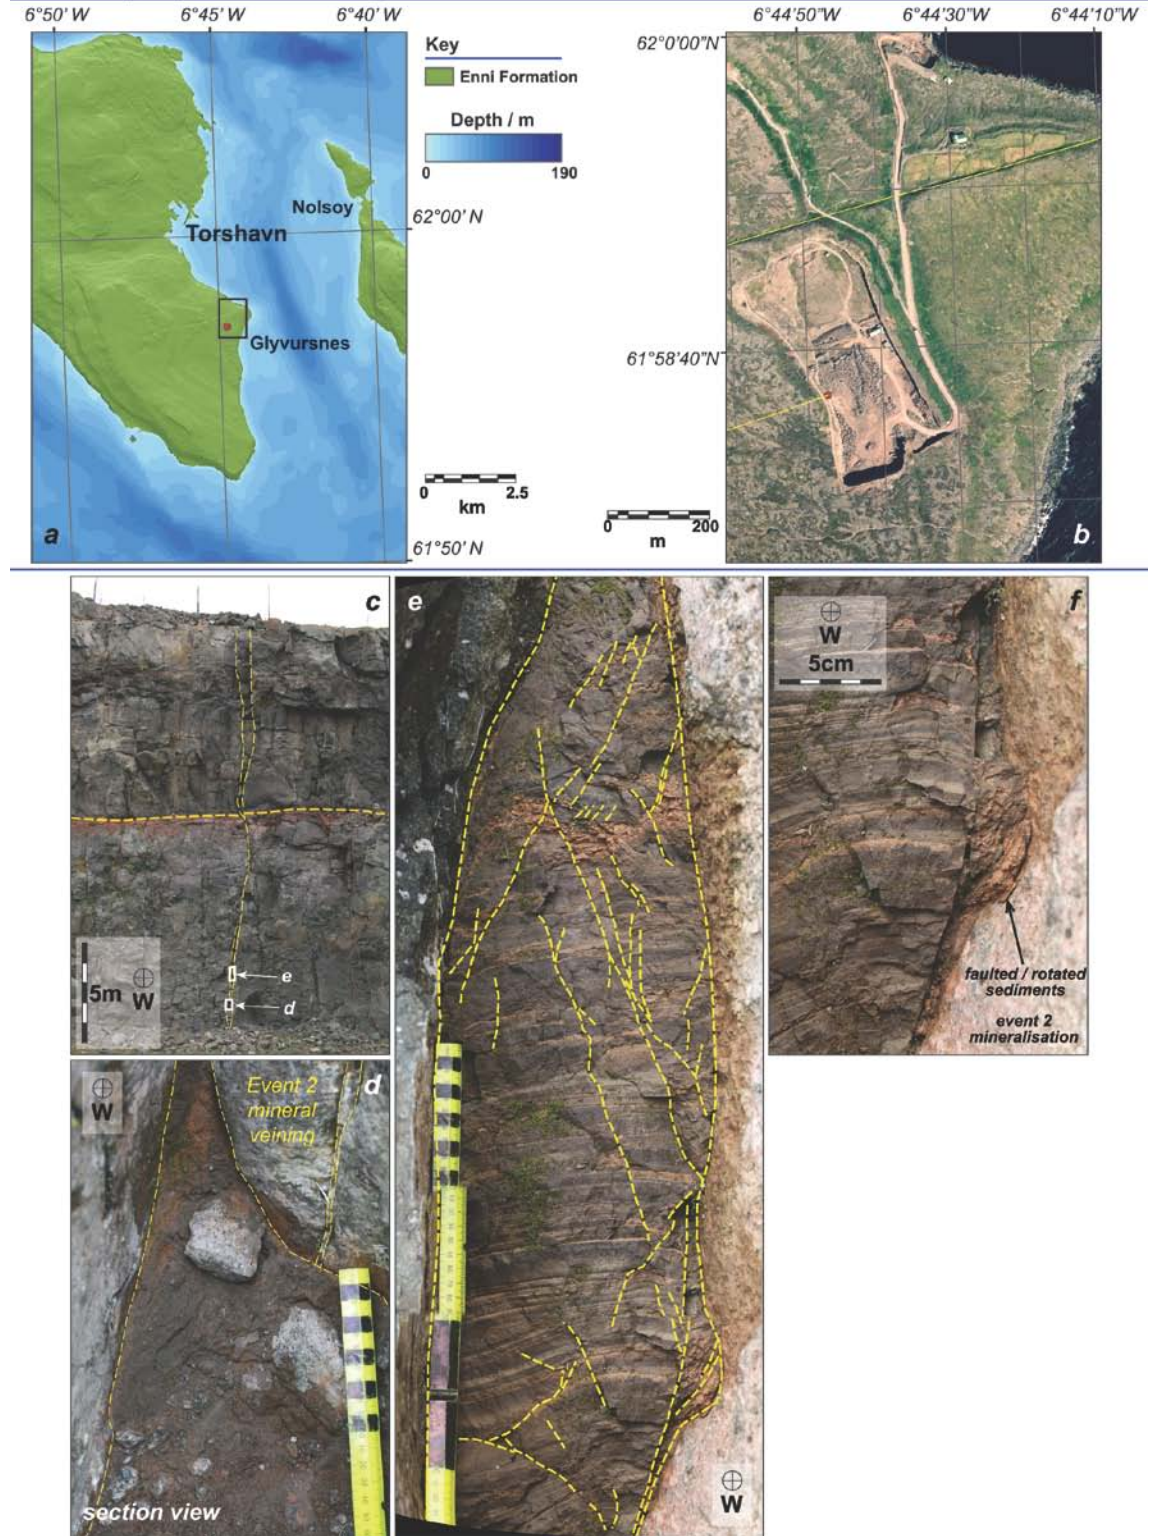 6°50' W
6°45' W
6°40' W
6°44'50"W
6°44'30"W
6°44'10"W
Key
Enni Formation
Depth / m
0
190
62°0'00"N
Nolsoy
Torshavn
62°00' N
Glyvursnes
61°58'40"N
0
2.5
km
0
200
m
61°50' N
a
b
c
5m
W
e
d
e
W
f
W
5cm
faulted / rotated
sediments
event 2
mineralisation
d
W
Event 2
mineral
veining
section view